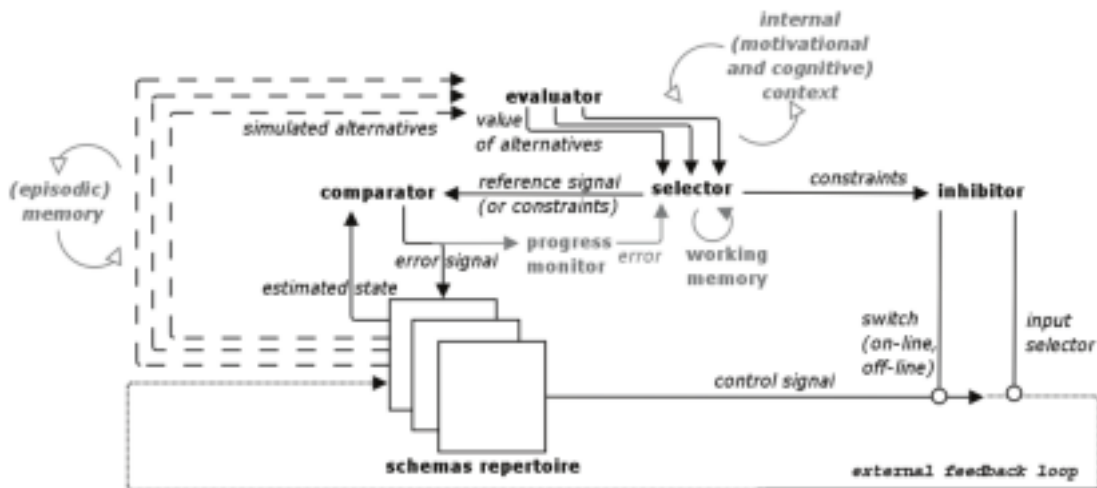 internal
(motivational
and cognitive)
context
evaluator
simulated alternatives
value
of alternatives
(episodic)
memory
comparator
reference signal
(or constraints)
selector
constraints
inhibitor
progress
monitor
error
working
memory
error signal
estimated state
switch
(on-line,
off-line)
input
selector
control signal
schemas repertoire
external feedback loop